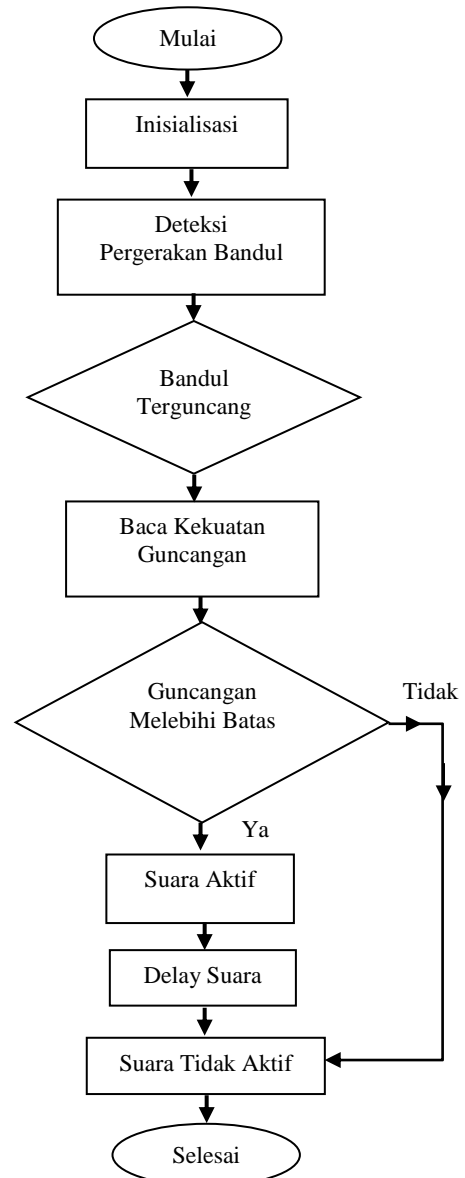 Mulai
Inisialisasi
Deteksi
Pergerakan Bandul
Bandul
Terguncang
Baca Kekuatan
Guncangan
Guncangan
Melebihi Batas
Tidak
Ya
Suara Aktif
Delay Suara
Suara Tidak Aktif
Selesai